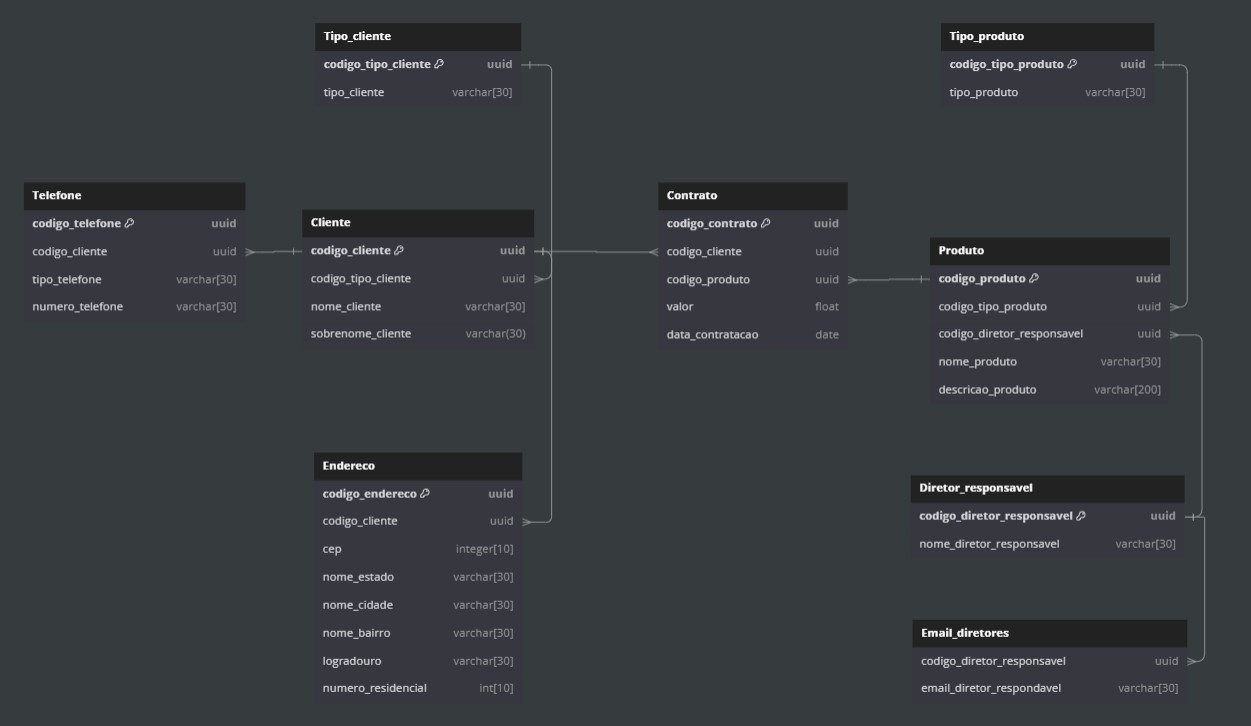 Tipo_cliente
codigo_tipo_cliente uuid
tipo_cliente varchar[30]
Tipo_produto
codigo_tipo_produto uuid
tipo_produto varchar[30]
Telefone
codigo_telefone uuid
codigo_cliente uuid
tipo_telefone varchar[30]
numero_telefone varchar[30]
Cliente
codigo_cliente uuid
codigo_tipo_cliente uuid
nome_cliente varchar[30]
sobrenome_cliente varchar(30)
Contrato
codigo_contrato uuid
codigo_cliente uuid
codigo_produto uuid
valor float
data_contratacao date
Produto
codigo_produto uuid
codigo_tipo_produto uuid
codigo_diretor_responsavel uuid
nome_produto varchar[30]
descricao_produto varchar[200]
Endereco
codigo_endereco uuid
codigo_cliente uuid
cep integer[10]
nome_estado varchar[30]
nome_cidade varchar[30]
nome_bairro varchar[30]
logradouro varchar[30]
numero_residencial int[10]
Diretor_responsavel
codigo_diretor_responsavel uuid
nome_diretor_responsavel varchar[30]
Email_diretores
codigo_diretor_responsavel uuid
email_diretor_respondavel varchar[30]